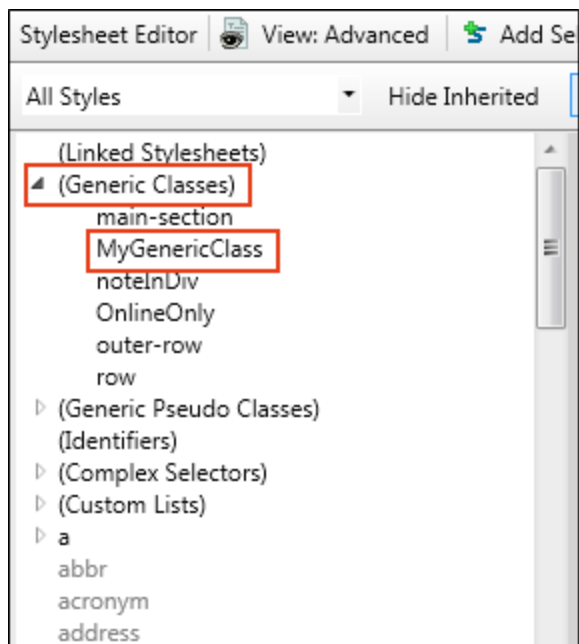 Stylesheet Editor View: Advanced Add Se
All Styles Hide Inherited
(Linked Stylesheets)
(Generic Classes)
main-section
MyGenericClass
noteInDiv
OnlineOnly
outer-row
row
(Generic Pseudo Classes)
(Identifiers)
(Complex Selectors)
(Custom Lists)
a
abbr
acronym
address